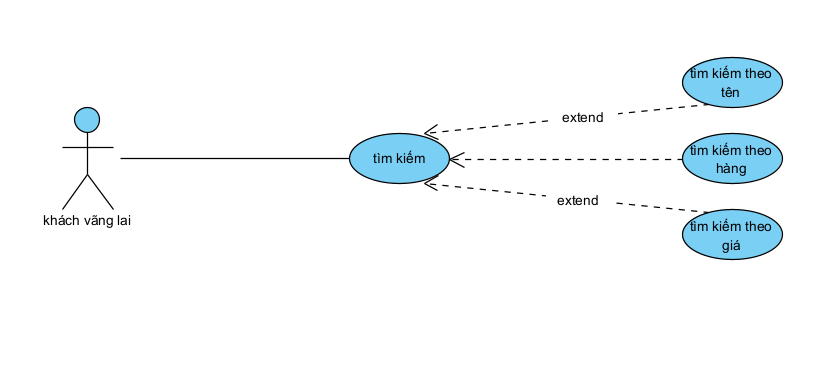 tìm kiếm theo
tên
extend
tìm kiếm
tìm kiếm theo
hàng
extend
khách vãng lai
tìm kiếm theo
giá